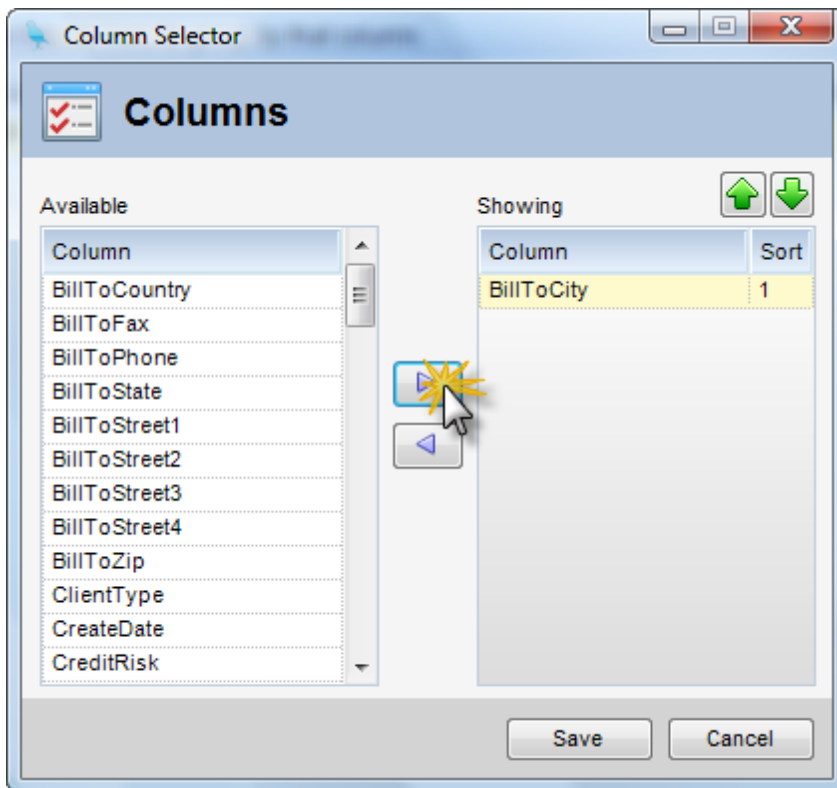 Column Selector
Columns
Available
Column
BillToCountry
BillToFax
BillToPhone
BillToState
BillToStreet1
BillToStreet2
BillToStreet3
BillToStreet4
BillToZip
ClientType
CreateDate
CreditRisk
Showing
Column Sort
BillToCity 1
Save Cancel